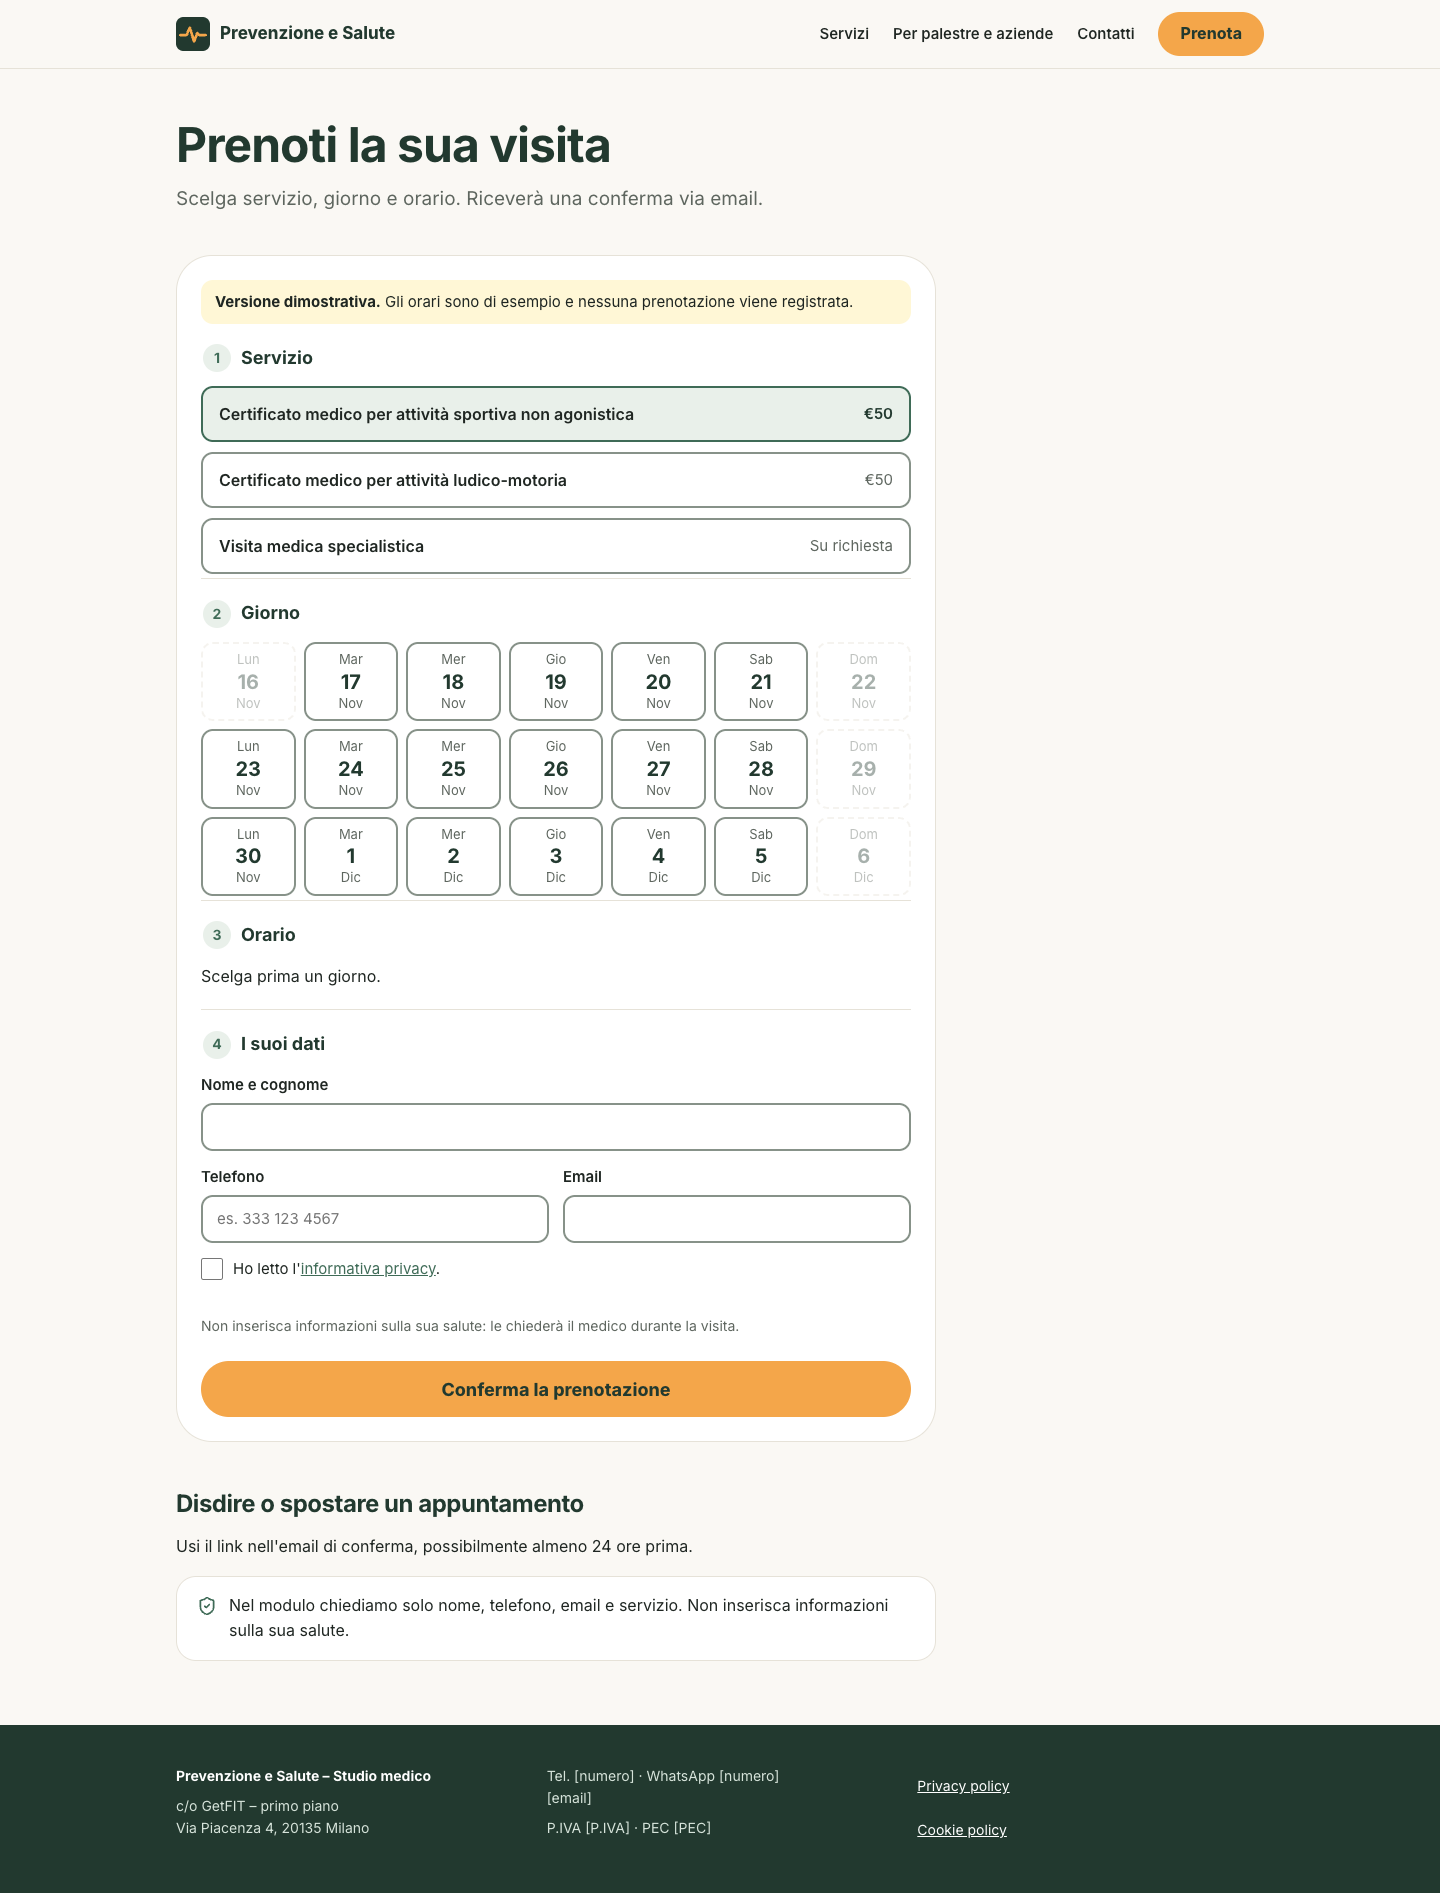 Prevenzione e Salute
Servizi
Per palestre e aziende
Contatti
Prenota
Prenoti la sua visita
Scelga servizio, giorno e orario. Riceverà una conferma via email.
Versione dimostrativa. Gli orari sono di esempio e nessuna prenotazione viene registrata.
1 Servizio
Certificato medico per attività sportiva non agonistica €50
Certificato medico per attività ludico-motoria €50
Visita medica specialistica Su richiesta
2 Giorno
Lun Mar Mer Gio Ven Sab Dom
16 17 18 19 20 21 22
Nov Nov Nov Nov Nov Nov Nov
Lun Mar Mer Gio Ven Sab Dom
23 24 25 26 27 28 29
Nov Nov Nov Nov Nov Nov Nov
Lun Mar Mer Gio Ven Sab Dom
30 1 2 3 4 5 6
Nov Dic Dic Dic Dic Dic Dic
3 Orario
Scelga prima un giorno.
4 I suoi dati
Nome e cognome
Telefono Email
es. 333 123 4567
Ho letto l'informativa privacy.
Non inserisca informazioni sulla sua salute: le chiederà il medico durante la visita.
Conferma la prenotazione
Disdire o spostare un appuntamento
Usi il link nell'email di conferma, possibilmente almeno 24 ore prima.
Nel modulo chiediamo solo nome, telefono, email e servizio. Non inserisca informazioni
sulla sua salute.
Prevenzione e Salute – Studio medico
c/o GetFIT – primo piano
Via Piacenza 4, 20135 Milano
Tel. [numero] · WhatsApp [numero]
[email]
P.IVA [P.IVA] · PEC [PEC]
Privacy policy
Cookie policy